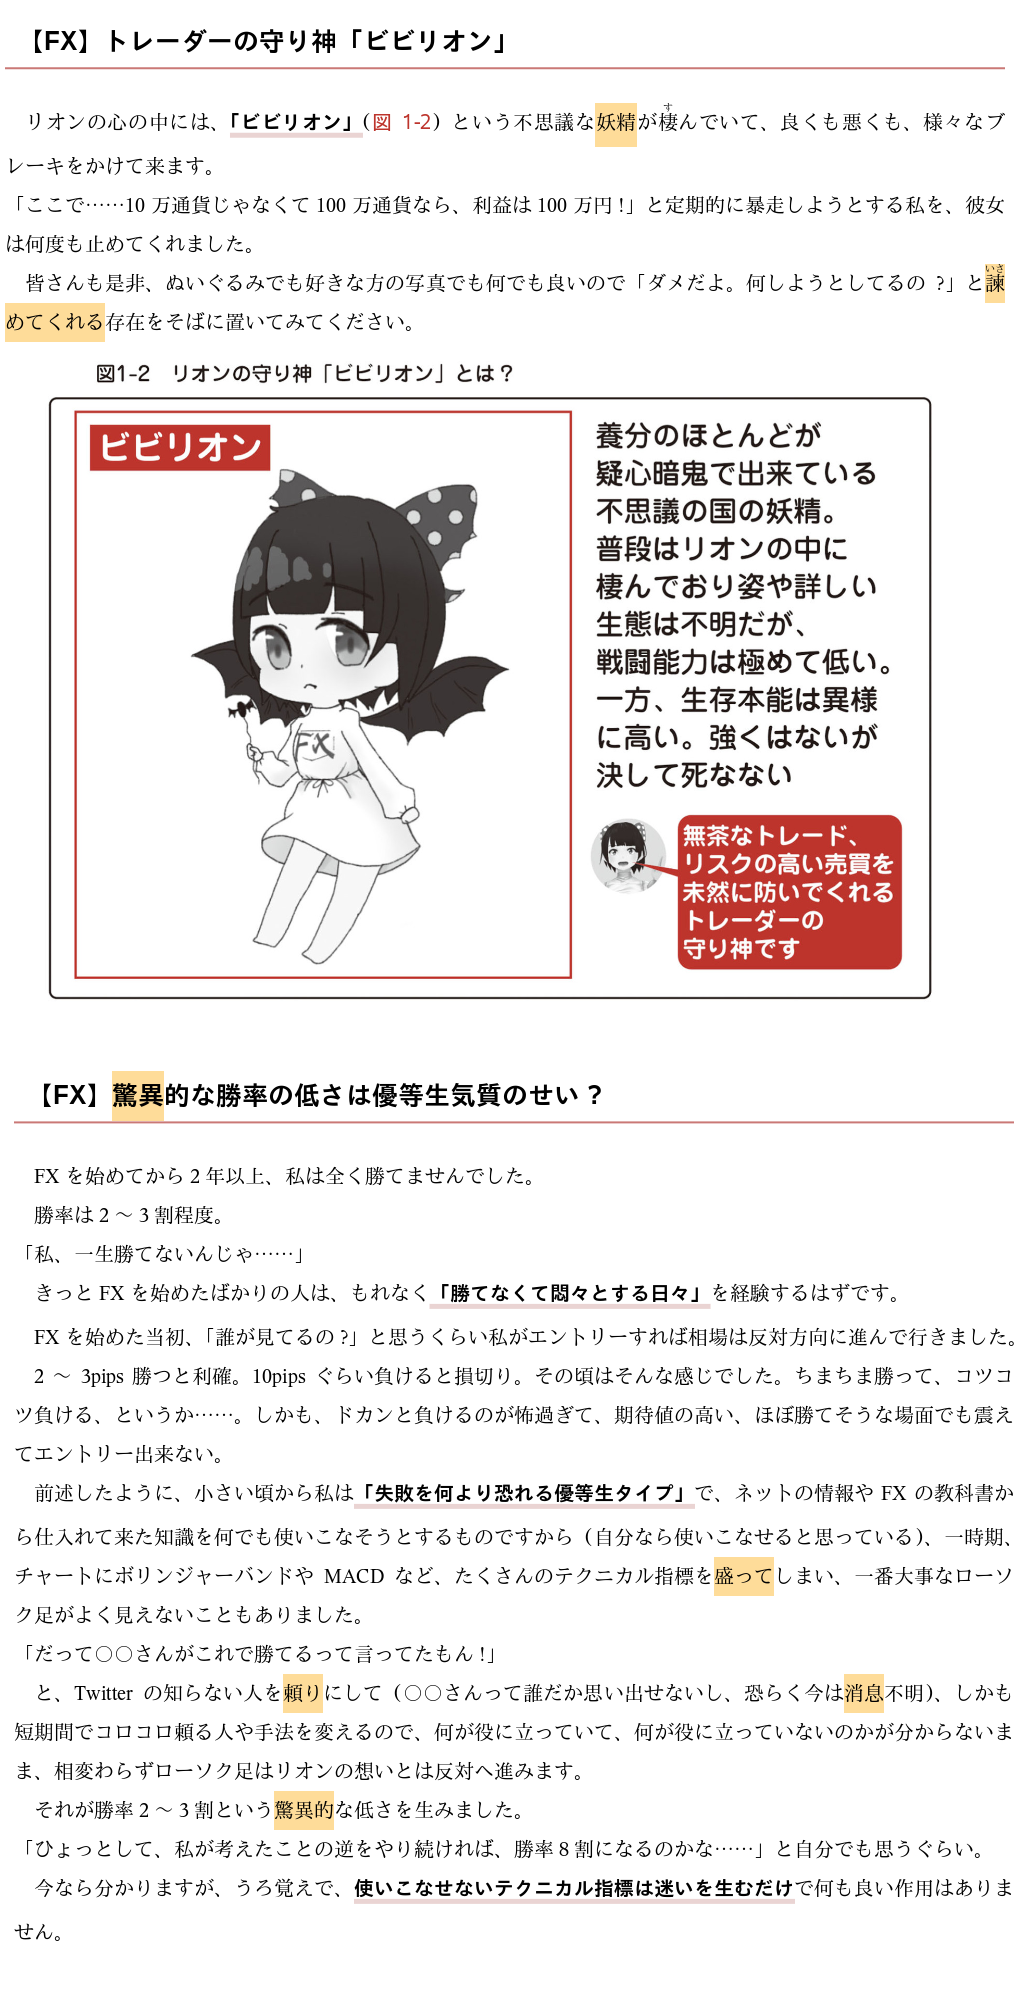 【FX】トレーダーの守り神「ビビリオン」
リオンの心の中には、「ビビリオン」(図 1-2) という不思議な妖精が棲んでいて、良くも悪くも、様々なブ
す
レーキをかけて来ます。
「ここで……10 万通貨じゃなくて 100 万通貨なら、利益は 100 万円 !」と定期的に暴走しようとする私を、彼女
は何度も止めてくれました。
皆さんも是非、ぬいぐるみでも好きな方の写真でも何でも良いので「ダメだよ。何しようとしてるの ?」と諫
いさ
めてくれる存在をそばに置いてみてください。
図1-2 リオンの守り神「ビビリオン」とは？
ビビリオン
FX
養分のほとんどが
疑心暗鬼で出来ている
不思議の国の妖精。
普段はリオンの中に
棲んでおり姿や詳しい
生態は不明だが、
戦闘能力は極めて低い。
一方、生存本能は異様
に高い。強くはないが
決して死なない
無茶なトレード、
リスクの高い売買を
未然に防いでくれる
トレーダーの
守り神です
【FX】驚異的な勝率の低さは優等生気質のせい？
FX を始めてから 2 年以上、私は全く勝てませんでした。
勝率は 2 〜 3 割程度。
「私、一生勝てないんじゃ……」
きっと FX を始めたばかりの人は、もれなく「勝てなくて悶々とする日々」を経験するはずです。
FX を始めた当初、「誰が見てるの ?」と思うくらい私がエントリーすれば相場は反対方向に進んで行きました。
2 〜 3pips 勝つと利確。10pips ぐらい負けると損切り。その頃はそんな感じでした。ちまちま勝って、コツコ
ツ負ける、というか……。しかも、ドカンと負けるのが怖過ぎて、期待値の高い、ほぼ勝てそうな場面でも震え
てエントリー出来ない。
前述したように、小さい頃から私は「失敗を何より恐れる優等生タイプ」で、ネットの情報や FX の教科書か
ら仕入れて来た知識を何でも使いこなそうとするものですから (自分なら使いこなせると思っている)、一時期、
チャートにボリンジャーバンドや MACD など、たくさんのテクニカル指標を盛ってしまい、一番大事なローソ
ク足がよく見えないこともありました。
「だって○○さんがこれで勝てるって言ってたもん !」
と、Twitter の知らない人を頼りにして (○○さんって誰だか思い出せないし、恐らく今は消息不明)、しかも
短期間でコロコロ頼る人や手法を変えるので、何が役に立っていて、何が役に立っていないのかが分からないま
ま、相変わらずローソク足はリオンの想いとは反対へ進みます。
それが勝率 2 〜 3 割という驚異的な低さを生みました。
「ひょっとして、私が考えたことの逆をやり続ければ、勝率 8 割になるのかな……」と自分でも思うぐらい。
今なら分かりますが、うろ覚えで、使いこなせないテクニカル指標は迷いを生むだけで何も良い作用はありま
せん。